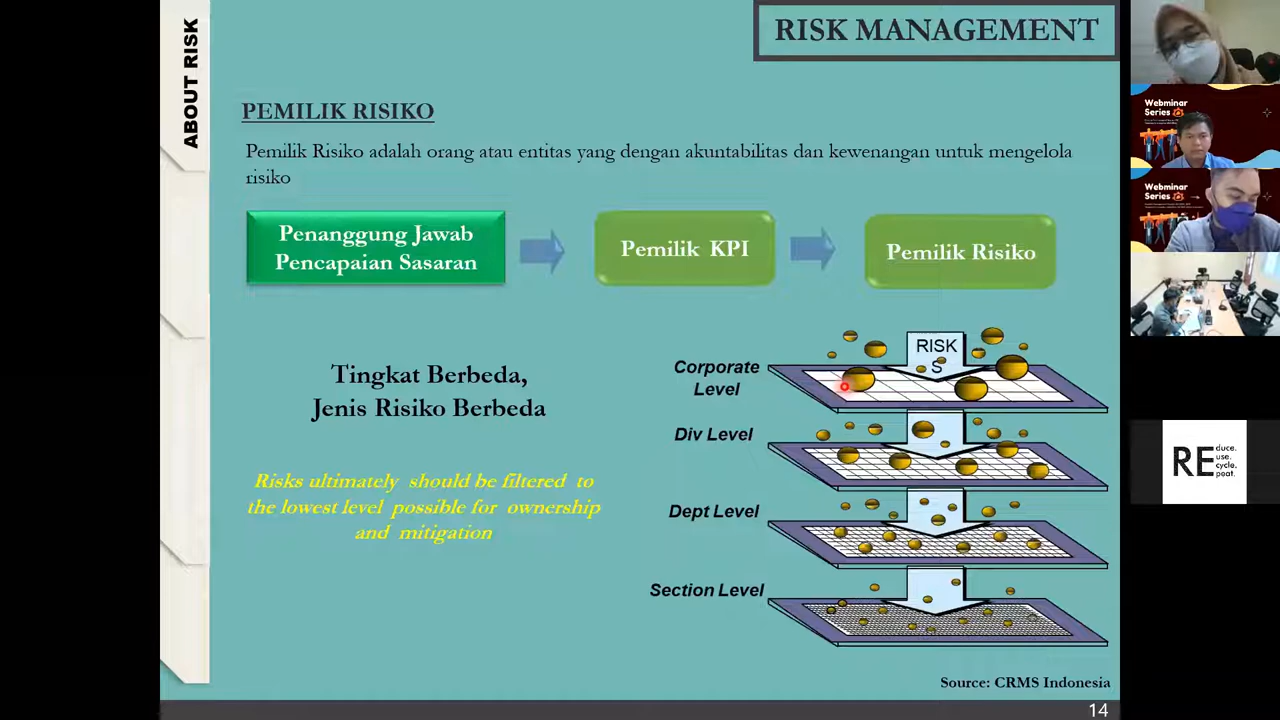 ABOUT RISK
RISK MANAGEMENT
PEMILIK RISIKO
Pemilik Risiko adalah orang atau entitas yang dengan akuntabilitas dan kewenangan untuk mengelola
risiko
Penanggung Jawab
Pencapaian Sasaran
Pemilik KPI
Pemilik Risiko
Tingkat Berbeda,
Jenis Risiko Berbeda
Risks ultimately should be filtered to
the lowest level possible for ownership
and mitigation
RISK
S
Corporate
Level
Div Level
Dept Level
Section Level
Source: CRMS Indonesia
14
Webminar
Series
Webminar
Series
RE
duce.
use.
cycle.
peat.